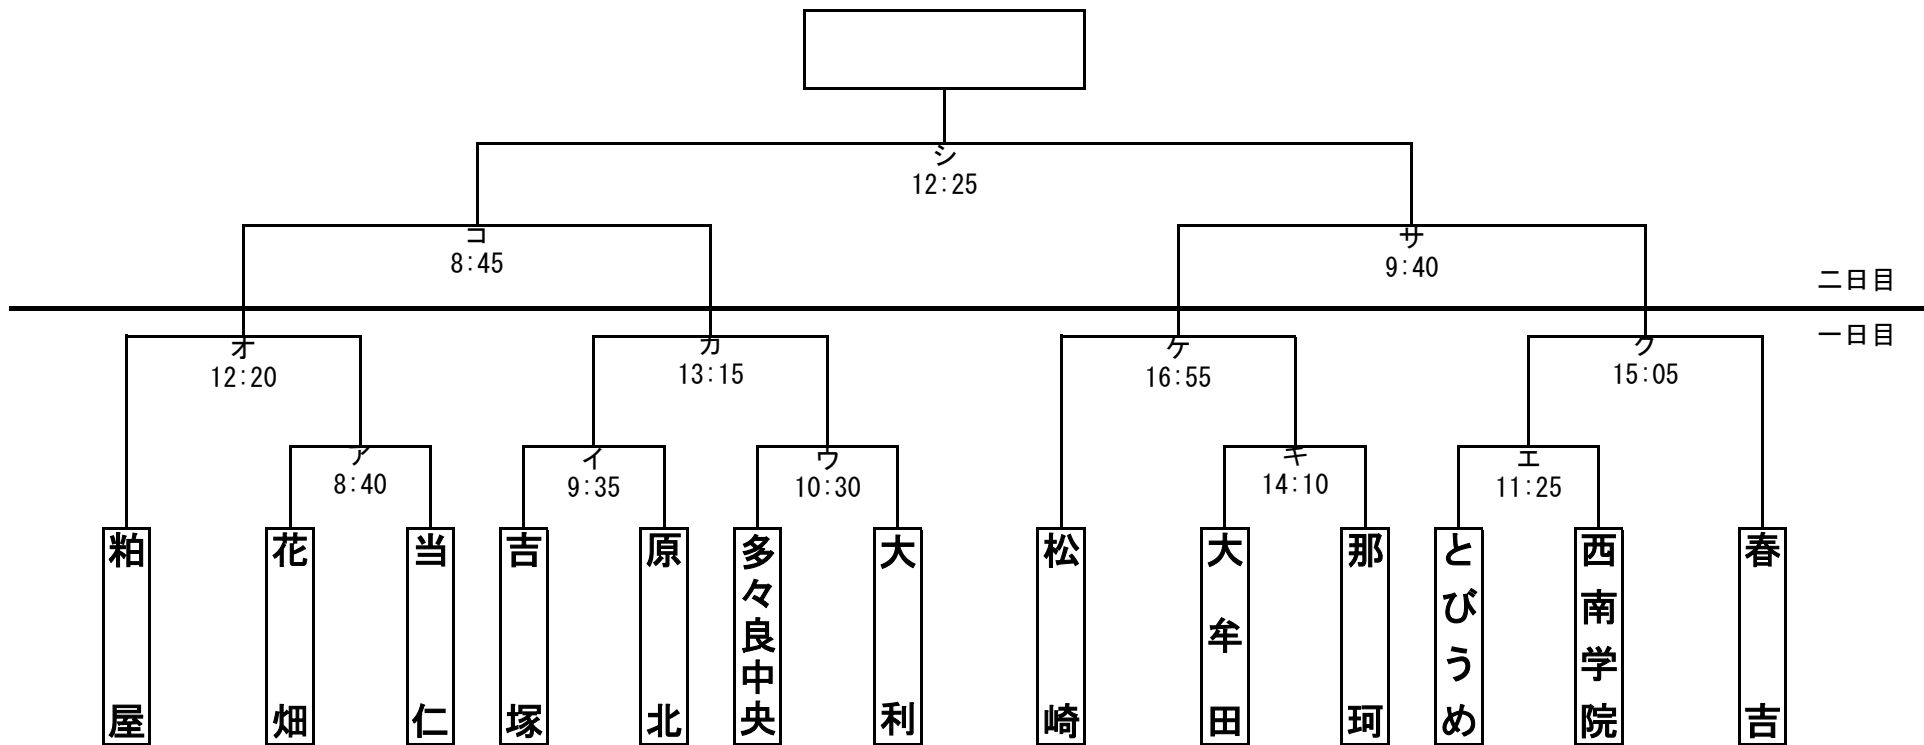 シ
12:25
コ
8:45
サ
9:40
二日目
一日目
オ
12:20
カ
13:15
ケ
16:55
ク
15:05
ア
8:40
イ
9:35
ウ
10:30
キ
14:10
エ
11:25
粕屋
花畑
当仁
吉塚
原北
多々良中央
大利
松崎
大牟田
那珂
とびうめ
西南学院
春吉